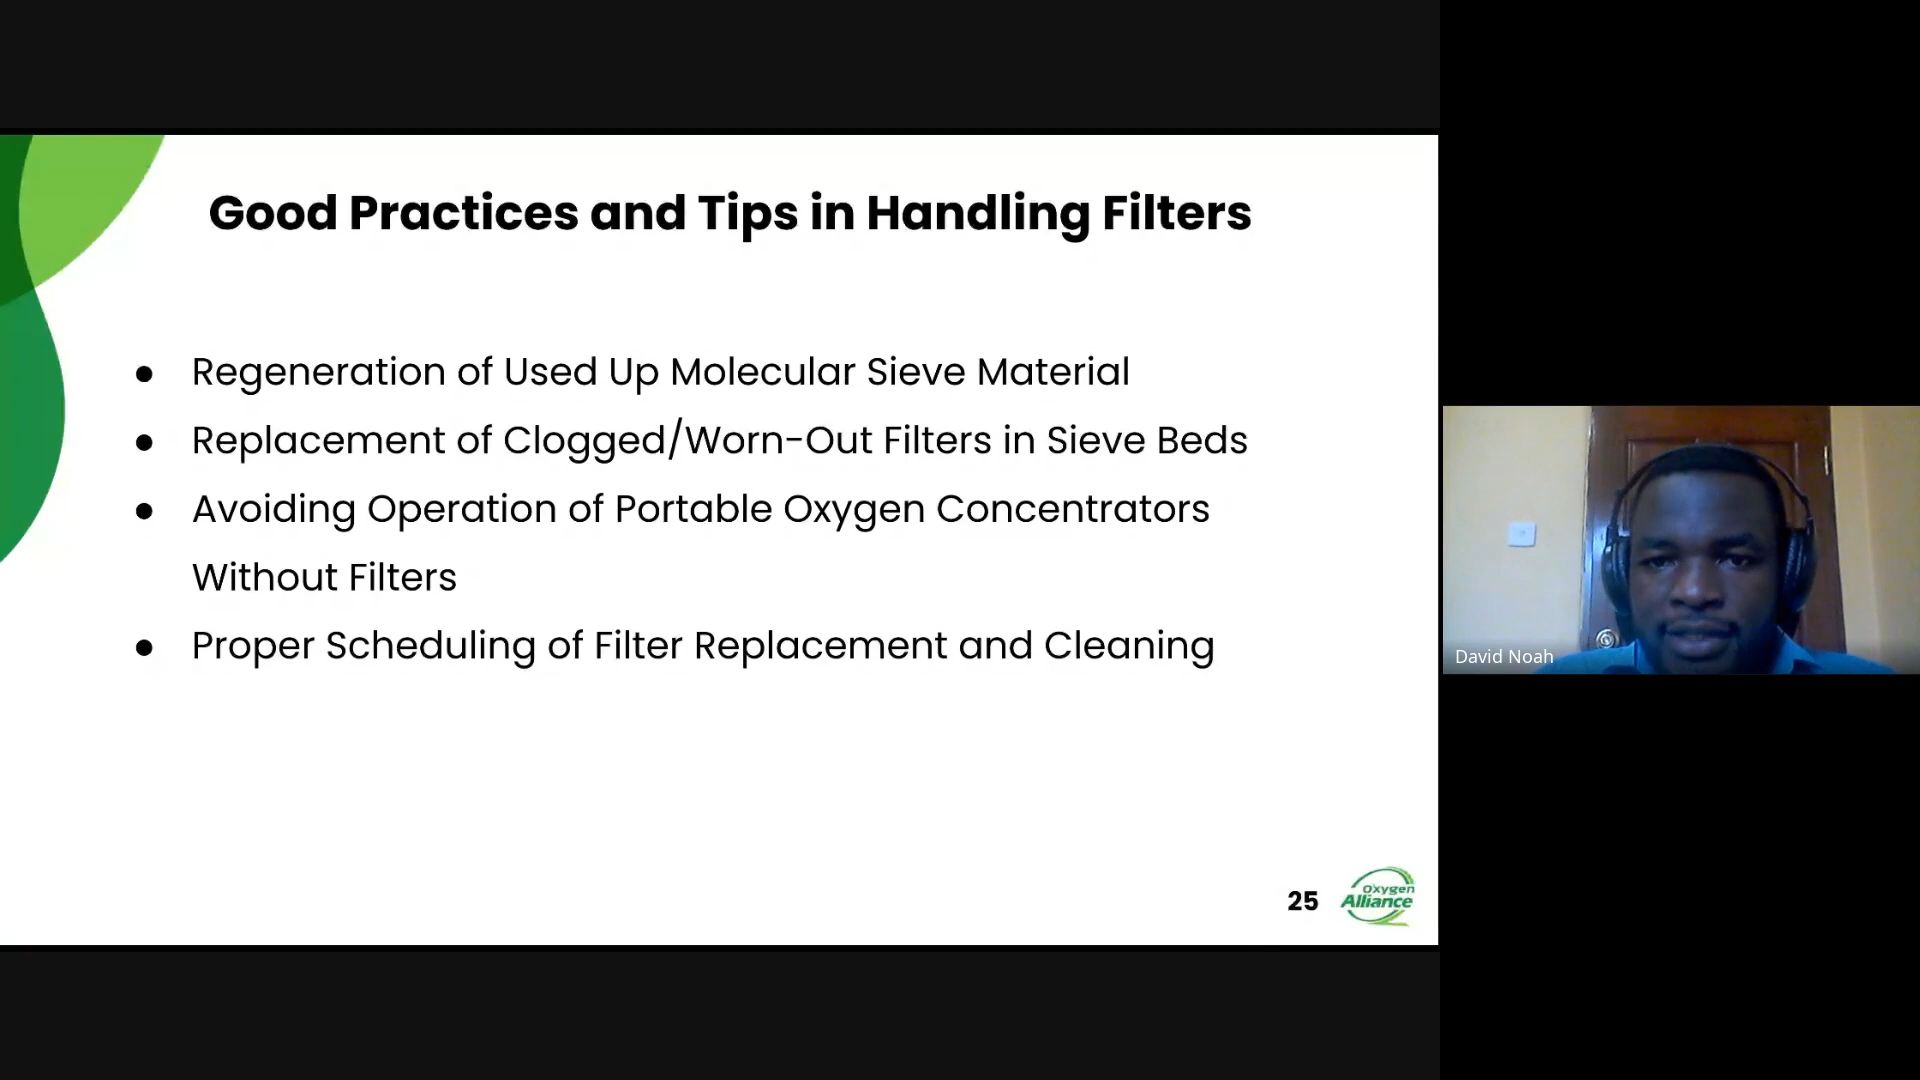 Good Practices and Tips in Handling Filters
● Regeneration of Used Up Molecular Sieve Material
● Replacement of Clogged/Worn-Out Filters in Sieve Beds
● Avoiding Operation of Portable Oxygen Concentrators
Without Filters
● Proper Scheduling of Filter Replacement and Cleaning
25
Oxygen
Alliance
David Noah